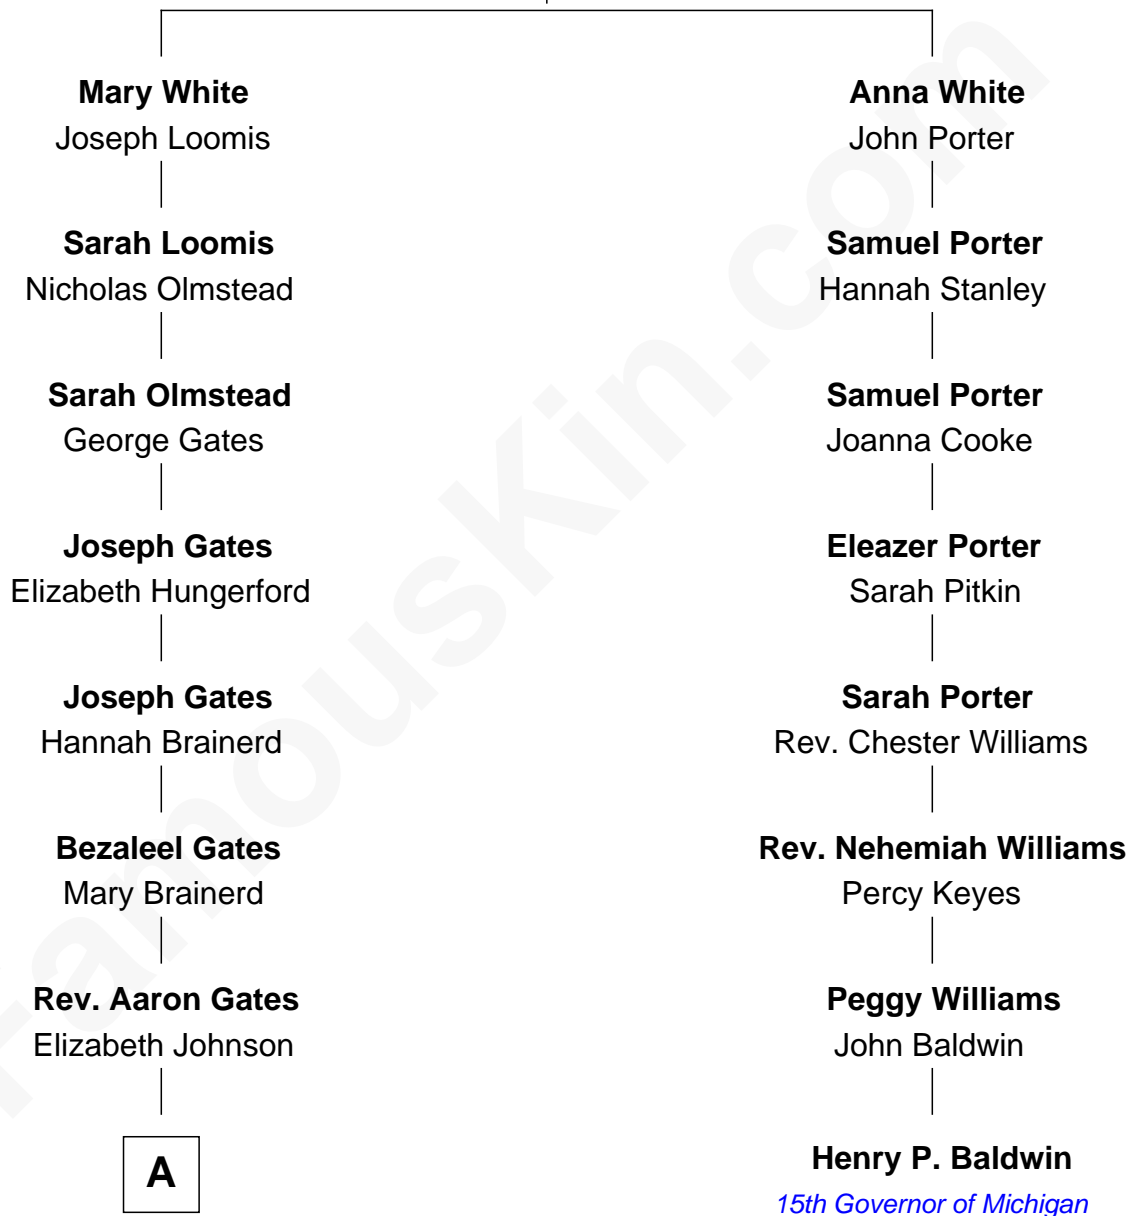 Mary White
Joseph Loomis
Anna White
John Porter
Sarah Loomis
Nicholas Olmstead
Samuel Porter
Hannah Stanley
Sarah Olmstead
George Gates
Samuel Porter
Joanna Cooke
Joseph Gates
Elizabeth Hungerford
Eleazer Porter
Sarah Pitkin
Joseph Gates
Hannah Brainerd
Sarah Porter
Rev. Chester Williams
Bezaleel Gates
Mary Brainerd
Rev. Nehemiah Williams
Percy Keyes
Rev. Aaron Gates
Elizabeth Johnson
Peggy Williams
John Baldwin
A
Henry P. Baldwin
15th Governor of Michigan
FamousKin.com